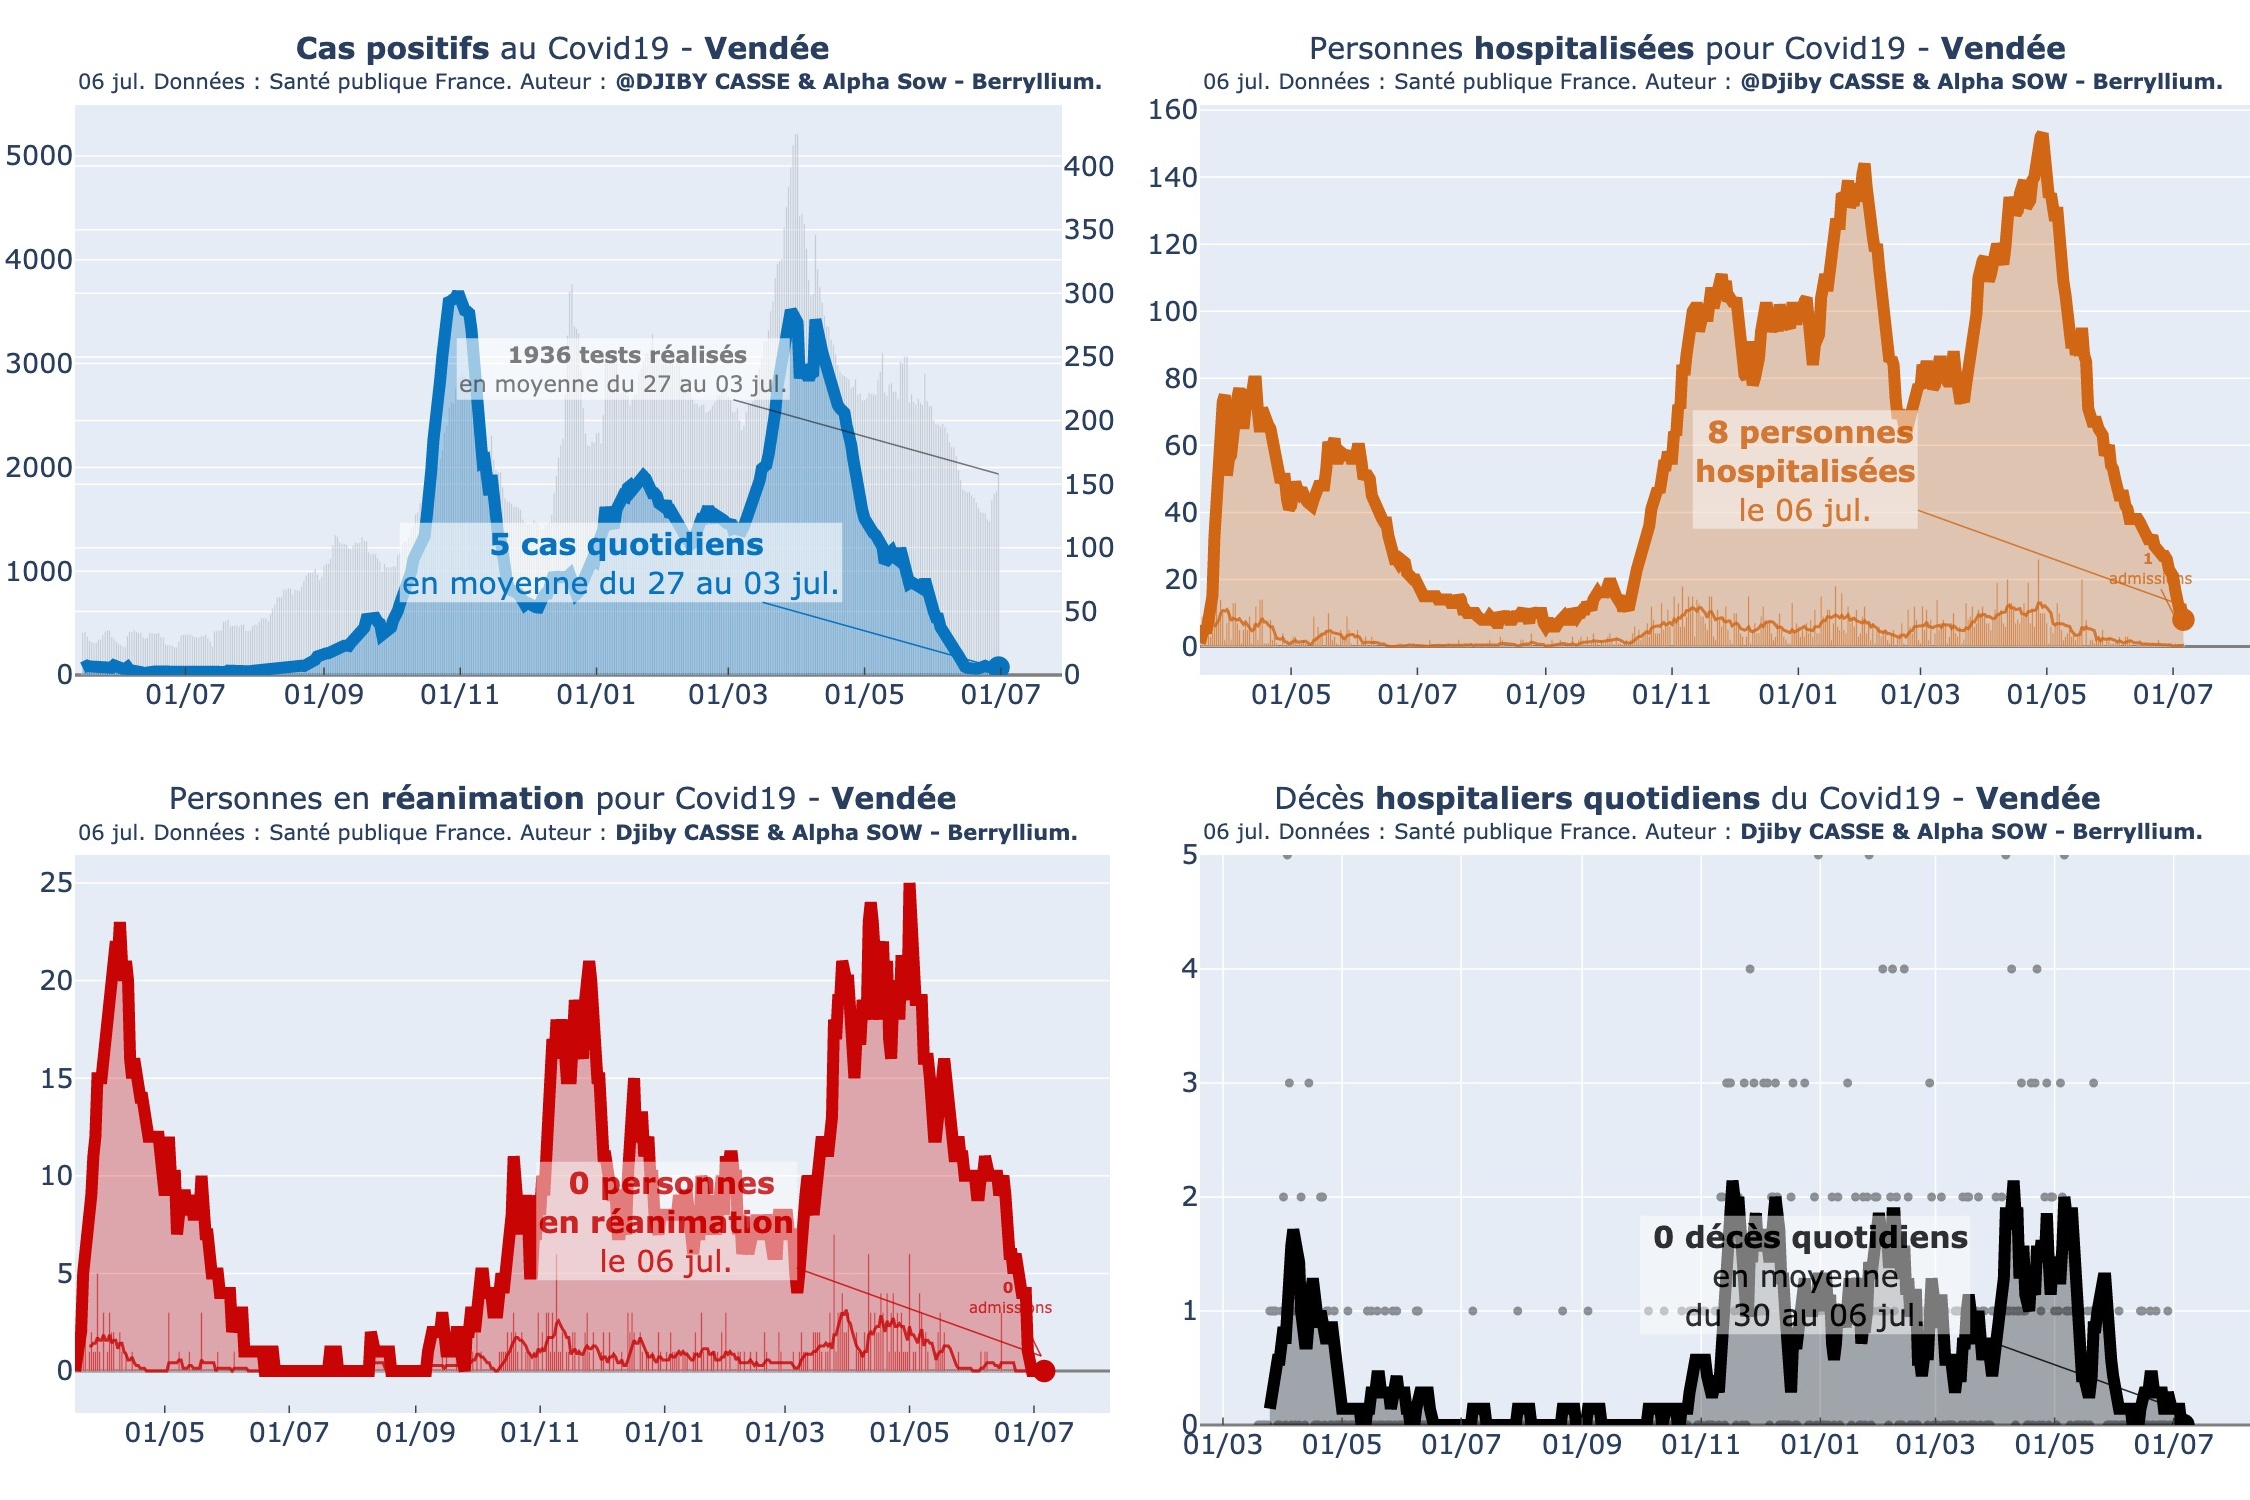 Cas positifs au Covid19 - Vendée
06 jul. Données : Santé publique France. Auteur : @DJIBY CASSE & Alpha Sow - Berryllium.
5000
4000
3000
2000
1000
0
400
350
300
250
200
150
100
50
0
1936 tests réalisés
en moyenne du 27 au 03 jul.
5 cas quotidiens
en moyenne du 27 au 03 jul.
01/07 01/09 01/11 01/01 01/03 01/05 01/07
Personnes hospitalisées pour Covid19 - Vendée
06 jul. Données : Santé publique France. Auteur : @Djiby CASSE & Alpha SOW - Berryllium.
160
140
120
100
80
60
40
20
0
8 personnes
hospitalisées
le 06 jul.
1
admissions
01/05 01/07 01/09 01/11 01/01 01/03 01/05 01/07
Personnes en réanimation pour Covid19 - Vendée
06 jul. Données : Santé publique France. Auteur : Djiby CASSE & Alpha SOW - Berryllium.
25
20
15
10
5
0
0 personnes
en réanimation
le 06 jul.
0
admissions
01/05 01/07 01/09 01/11 01/01 01/03 01/05 01/07
Décès hospitaliers quotidiens du Covid19 - Vendée
06 jul. Données : Santé publique France. Auteur : Djiby CASSE & Alpha SOW - Berryllium.
5
4
3
2
1
0
0 décès quotidiens
en moyenne
du 30 au 06 jul.
01/03 01/05 01/07 01/09 01/11 01/01 01/03 01/05 01/07